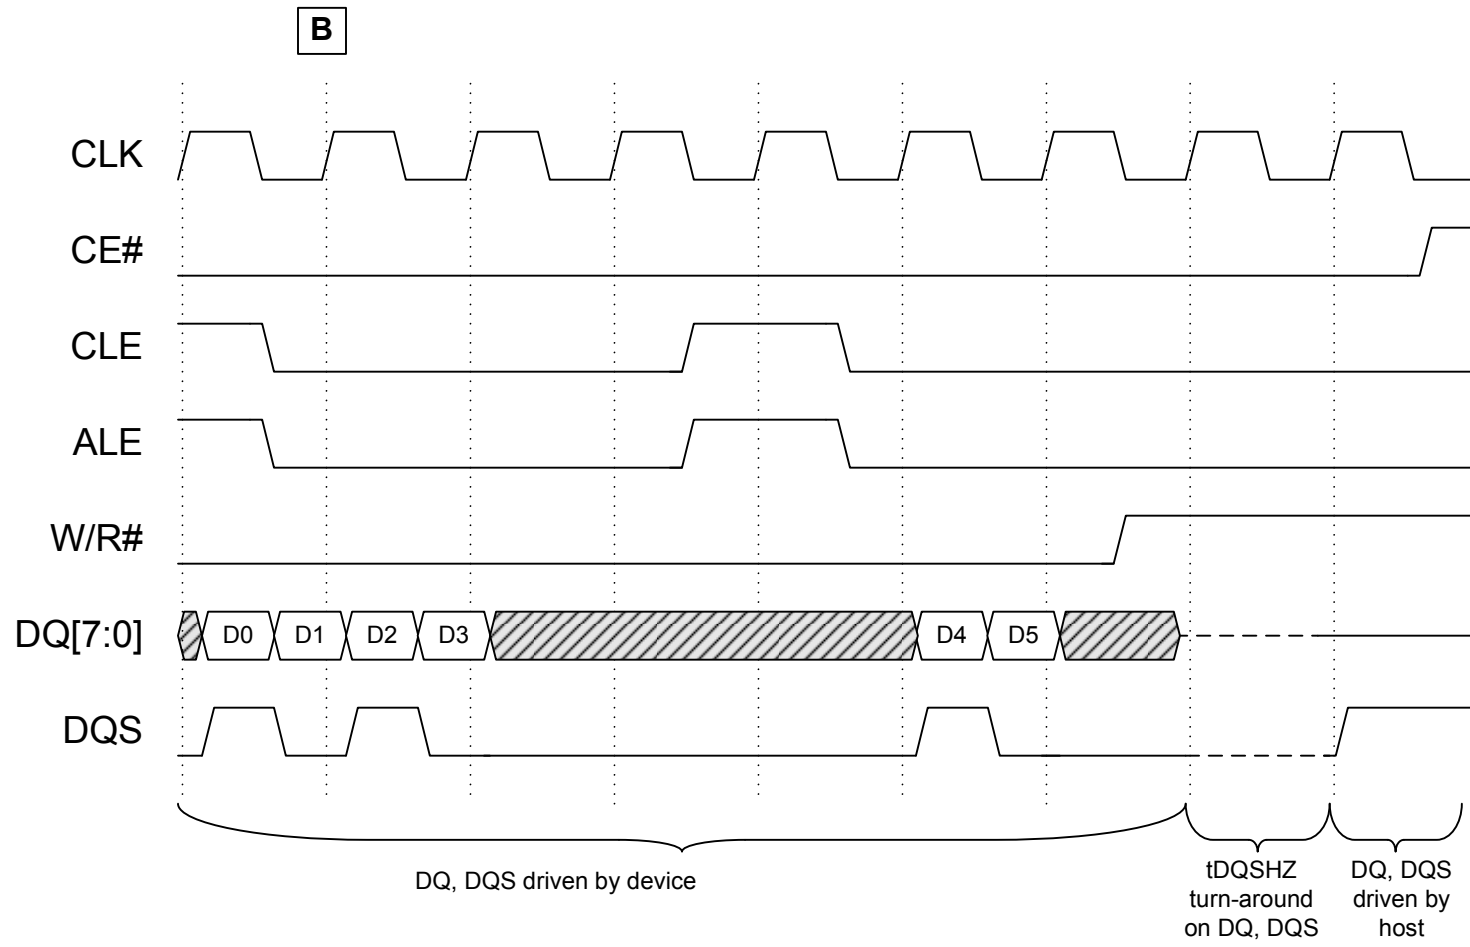 B
CLK
CE#
CLE
ALE
W/R#
DQ[7:0]
D0 D1 D2 D3 D4 D5
DQS
DQ, DQS driven by device
tDQSHZ
turn-around
on DQ, DQS
DQ, DQS
driven by
host